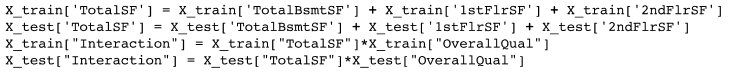 X_train['TotalSF'] = X_train['TotalBsmtSF'] + X_train['1stFlrSF'] + X_train['2ndFlrSF']
X_test['TotalSF'] = X_test['TotalBsmtSF'] + X_test['1stFlrSF'] + X_test['2ndFlrSF']
X_train["Interaction"] = X_train["TotalSF"]*X_train["OverallQual"]
X_test["Interaction"] = X_test["TotalSF"]*X_test["OverallQual"]